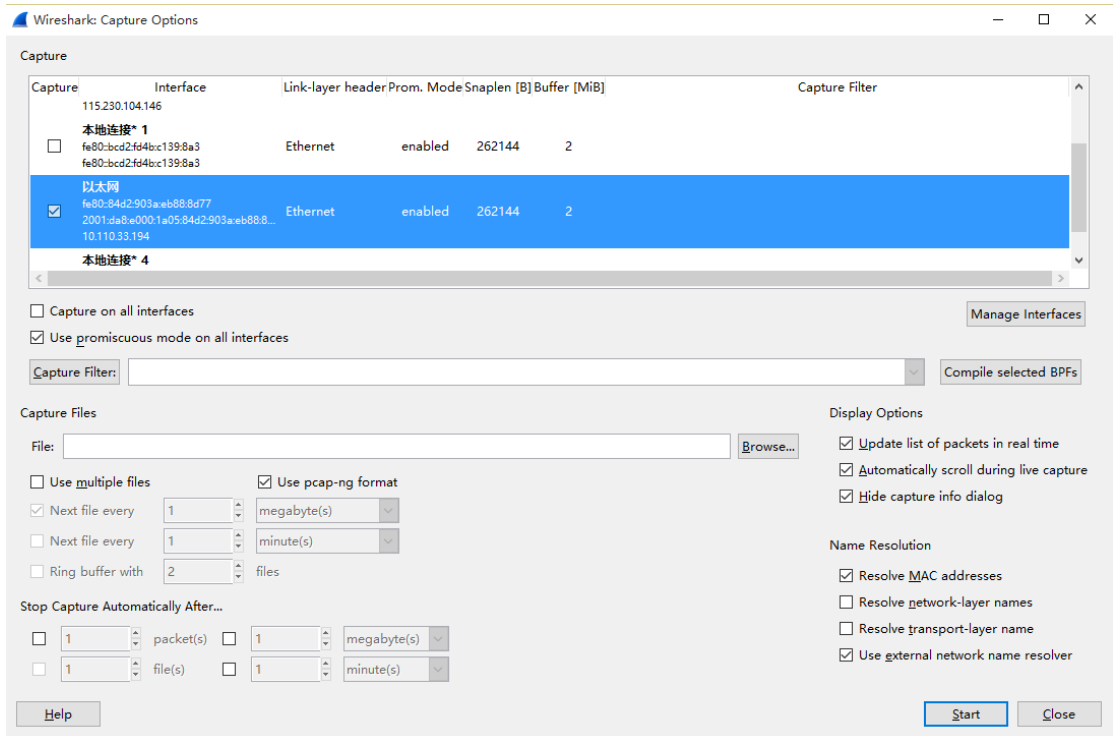 Wireshark: Capture Options
Capture
Capture Interface Link-layer header Prom. Mode Snaplen [B] Buffer [MiB] Capture Filter
115.230.104.146
本地连接* 1
fe80::bcd2:fd4b:c139:8a3 Ethernet enabled 262144 2
fe80::bcd2:fd4b:c139:8a3
以太网
fe80::84d2:903a:eb88:8d77
2001:da8:e000:1a05:84d2:903a:eb88:8... Ethernet enabled 262144 2
10.110.33.194
本地连接* 4
Capture on all interfaces
Manage Interfaces
Use promiscuous mode on all interfaces
Capture Filter: Compile selected BPFs
Capture Files Display Options
File: Browse... Update list of packets in real time
Automatically scroll during live capture
Use multiple files Use pcap-ng format Hide capture info dialog
Next file every 1 megabyte(s)
Next file every 1 minute(s) Name Resolution
Ring buffer with 2 files Resolve MAC addresses
Resolve network-layer names
Stop Capture Automatically After...
Resolve transport-layer name
1 packet(s) 1 megabyte(s)
Use external network name resolver
1 file(s) 1 minute(s)
Help Start Close